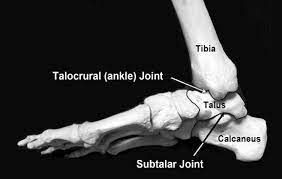 Tibia
Talocrural (ankle) Joint
Talus
Calcaneus
Subtalar Joint